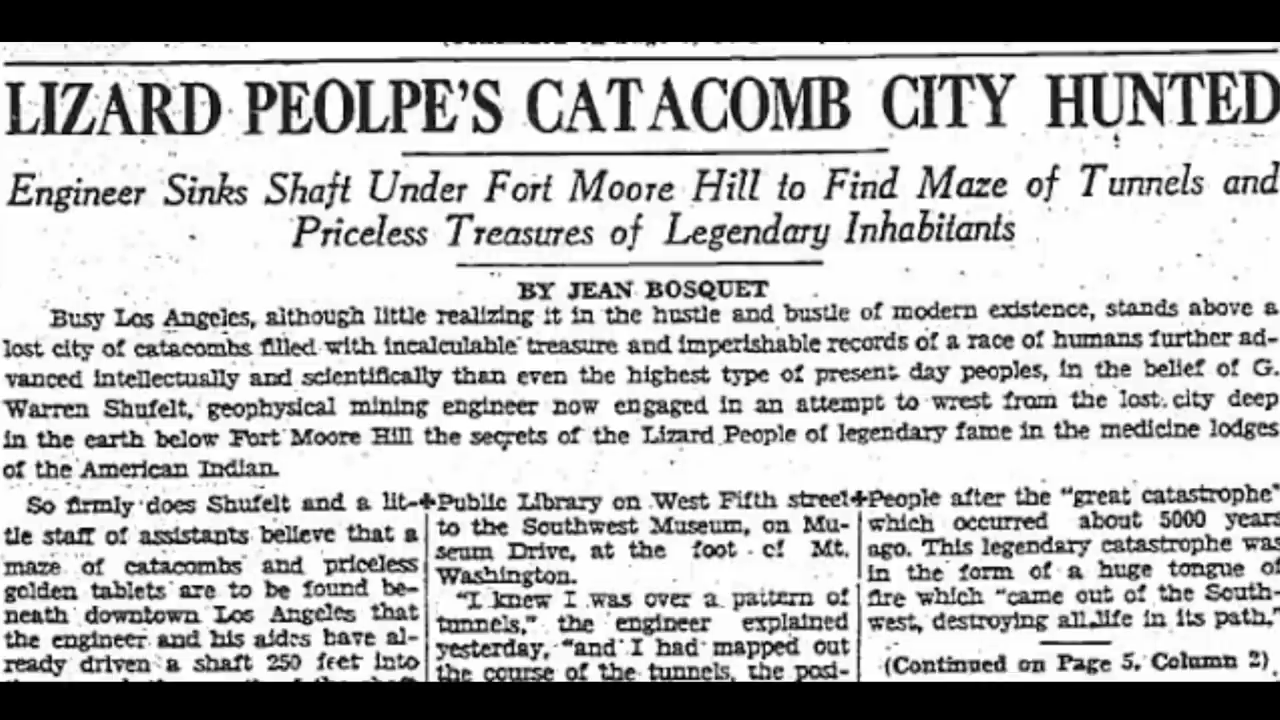 LIZARD PEOLPE'S CATACOMB CITY HUNTED
Engineer Sinks Shaft Under Fort Moore Hill to Find Maze of Tunnels and
Priceless Treasures of Legendary Inhabitants
BY JEAN BOSQUET
Busy Los Angeles, although little realizing it in the hustle and bustle of modern existence, stands above a
lost city of catacombs filled with incalculable treasure and imperishable records of a race of humans further ad-
vanced intellectually and scientifically than even the highest type of present day peoples, in the belief of G.
Warren Shufelt, geophysical mining engineer now engaged in an attempt to wrest from the lost city deep
in the earth below Fort Moore Hill the secrets of the Lizard People of legendary fame in the medicine lodges
of the American Indian.
So firmly does Shufelt and a lit-
tle staff of assistants believe that a
maze of catacombs and priceless
golden tablets are to be found be-
neath downtown Los Angeles that
the engineer and his aides have al-
ready driven a shaft 250 feet into
Public Library on West Fifth street
to the Southwest Museum, on Mu-
seum Drive, at the foot of Mt.
Washington.
"I knew I was over a pattern of
tunnels," the engineer explained
yesterday, "and I had mapped out
the course of the tunnels, the posi-
People after the "great catastrophe"
which occurred about 5000 years
ago. This legendary catastrophe was
in the form of a huge tongue of
fire which "came out of the South-
west, destroying all life in its path,"
(Continued on Page 5, Column 2)